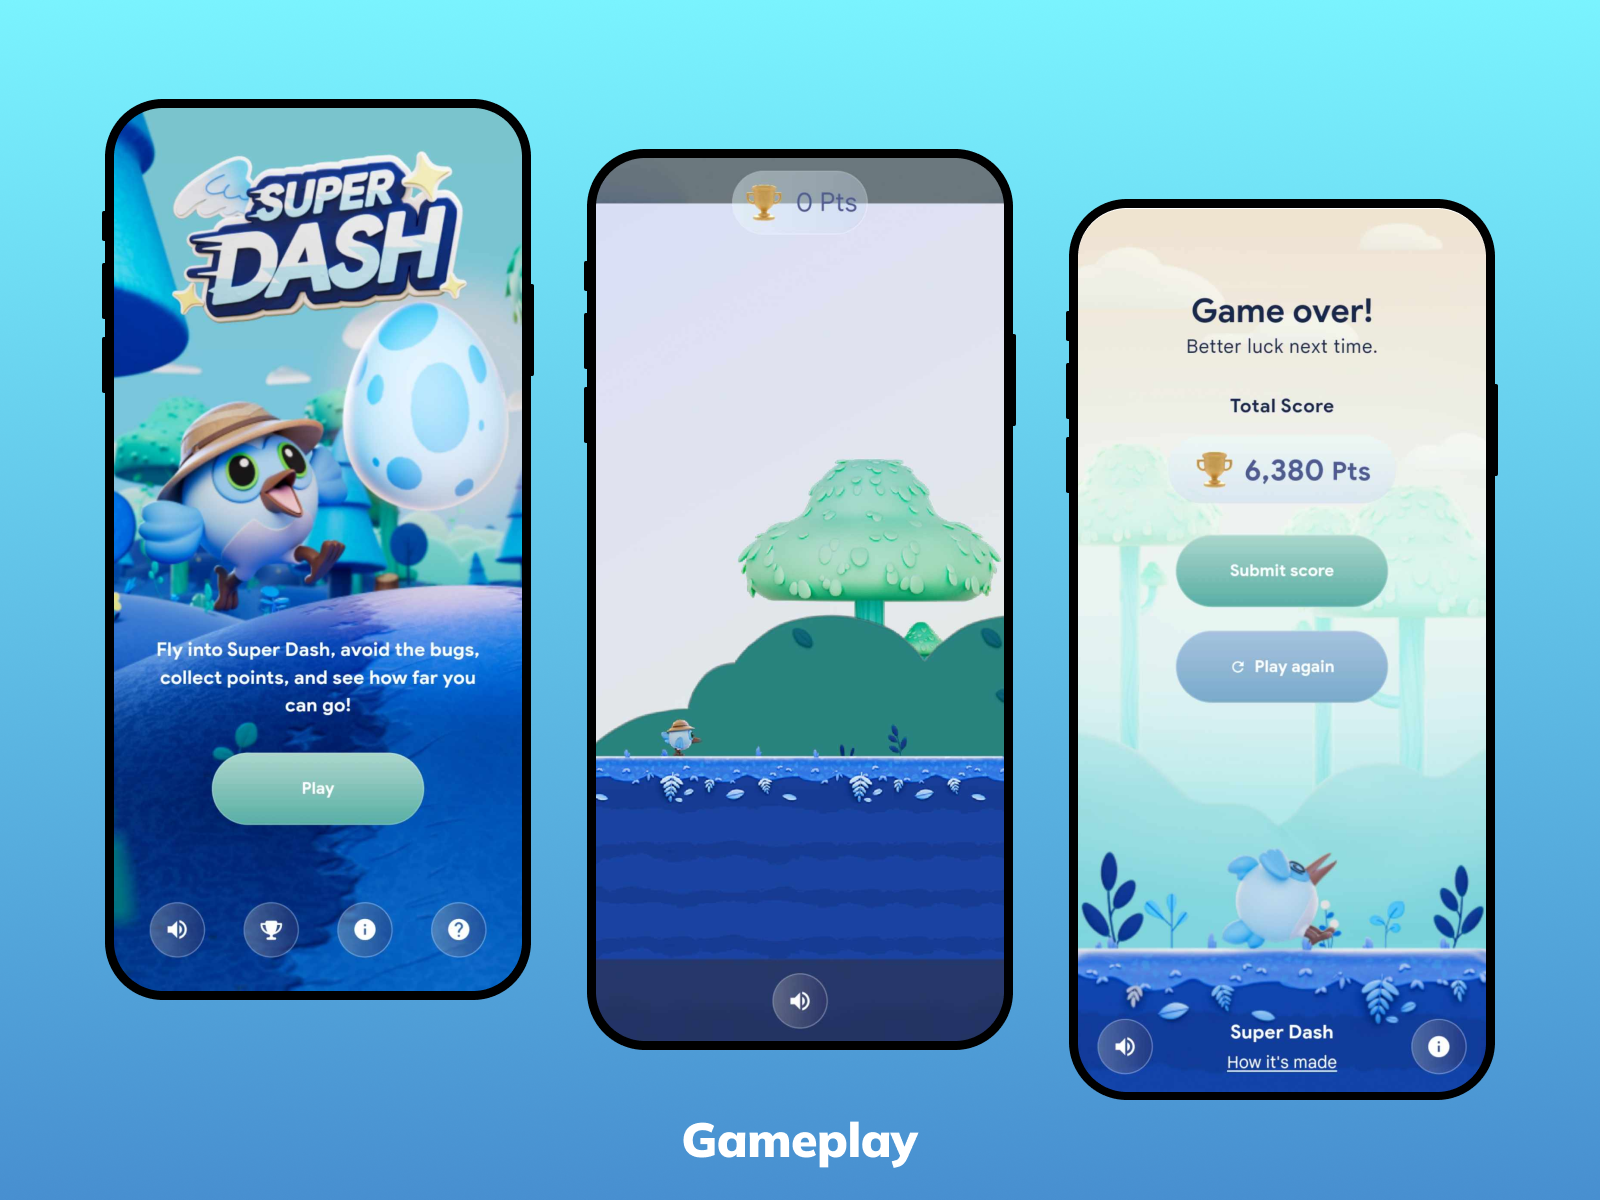 SUPER
DASH
Fly into Super Dash, avoid the bugs,
collect points, and see how far you
can go!
Play
0 Pts
Game over!
Better luck next time.
Total Score
6,380 Pts
Submit score
Play again
Super Dash
How it's made
Gameplay